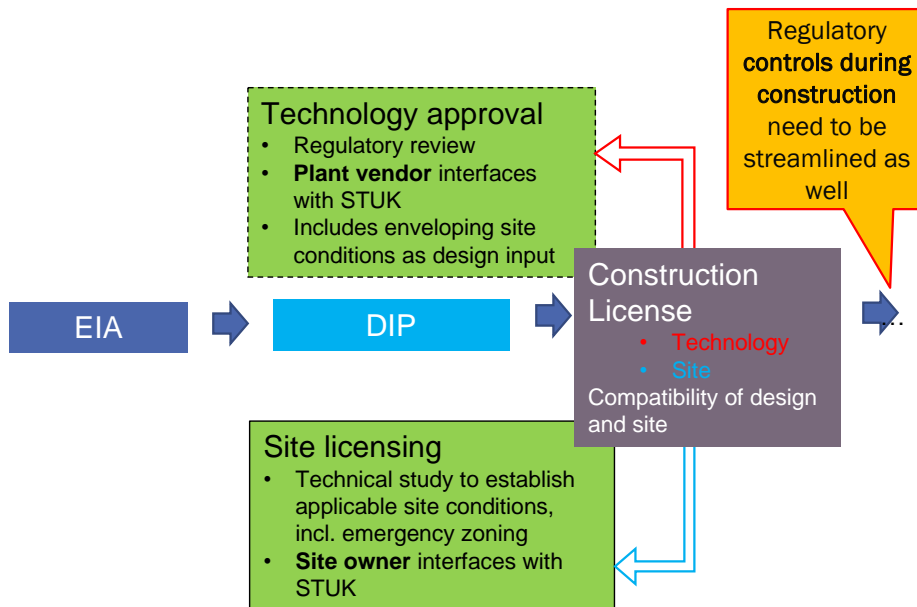 Regulatory
controls during
construction
need to be
streamlined as
well
Technology approval
• Regulatory review
• Plant vendor interfaces
with STUK
• Includes enveloping site
conditions as design input
EIA
DIP
Construction
License
• Technology
• Site
Compatibility of design
and site
...
Site licensing
• Technical study to establish
applicable site conditions,
incl. emergency zoning
• Site owner interfaces with
STUK